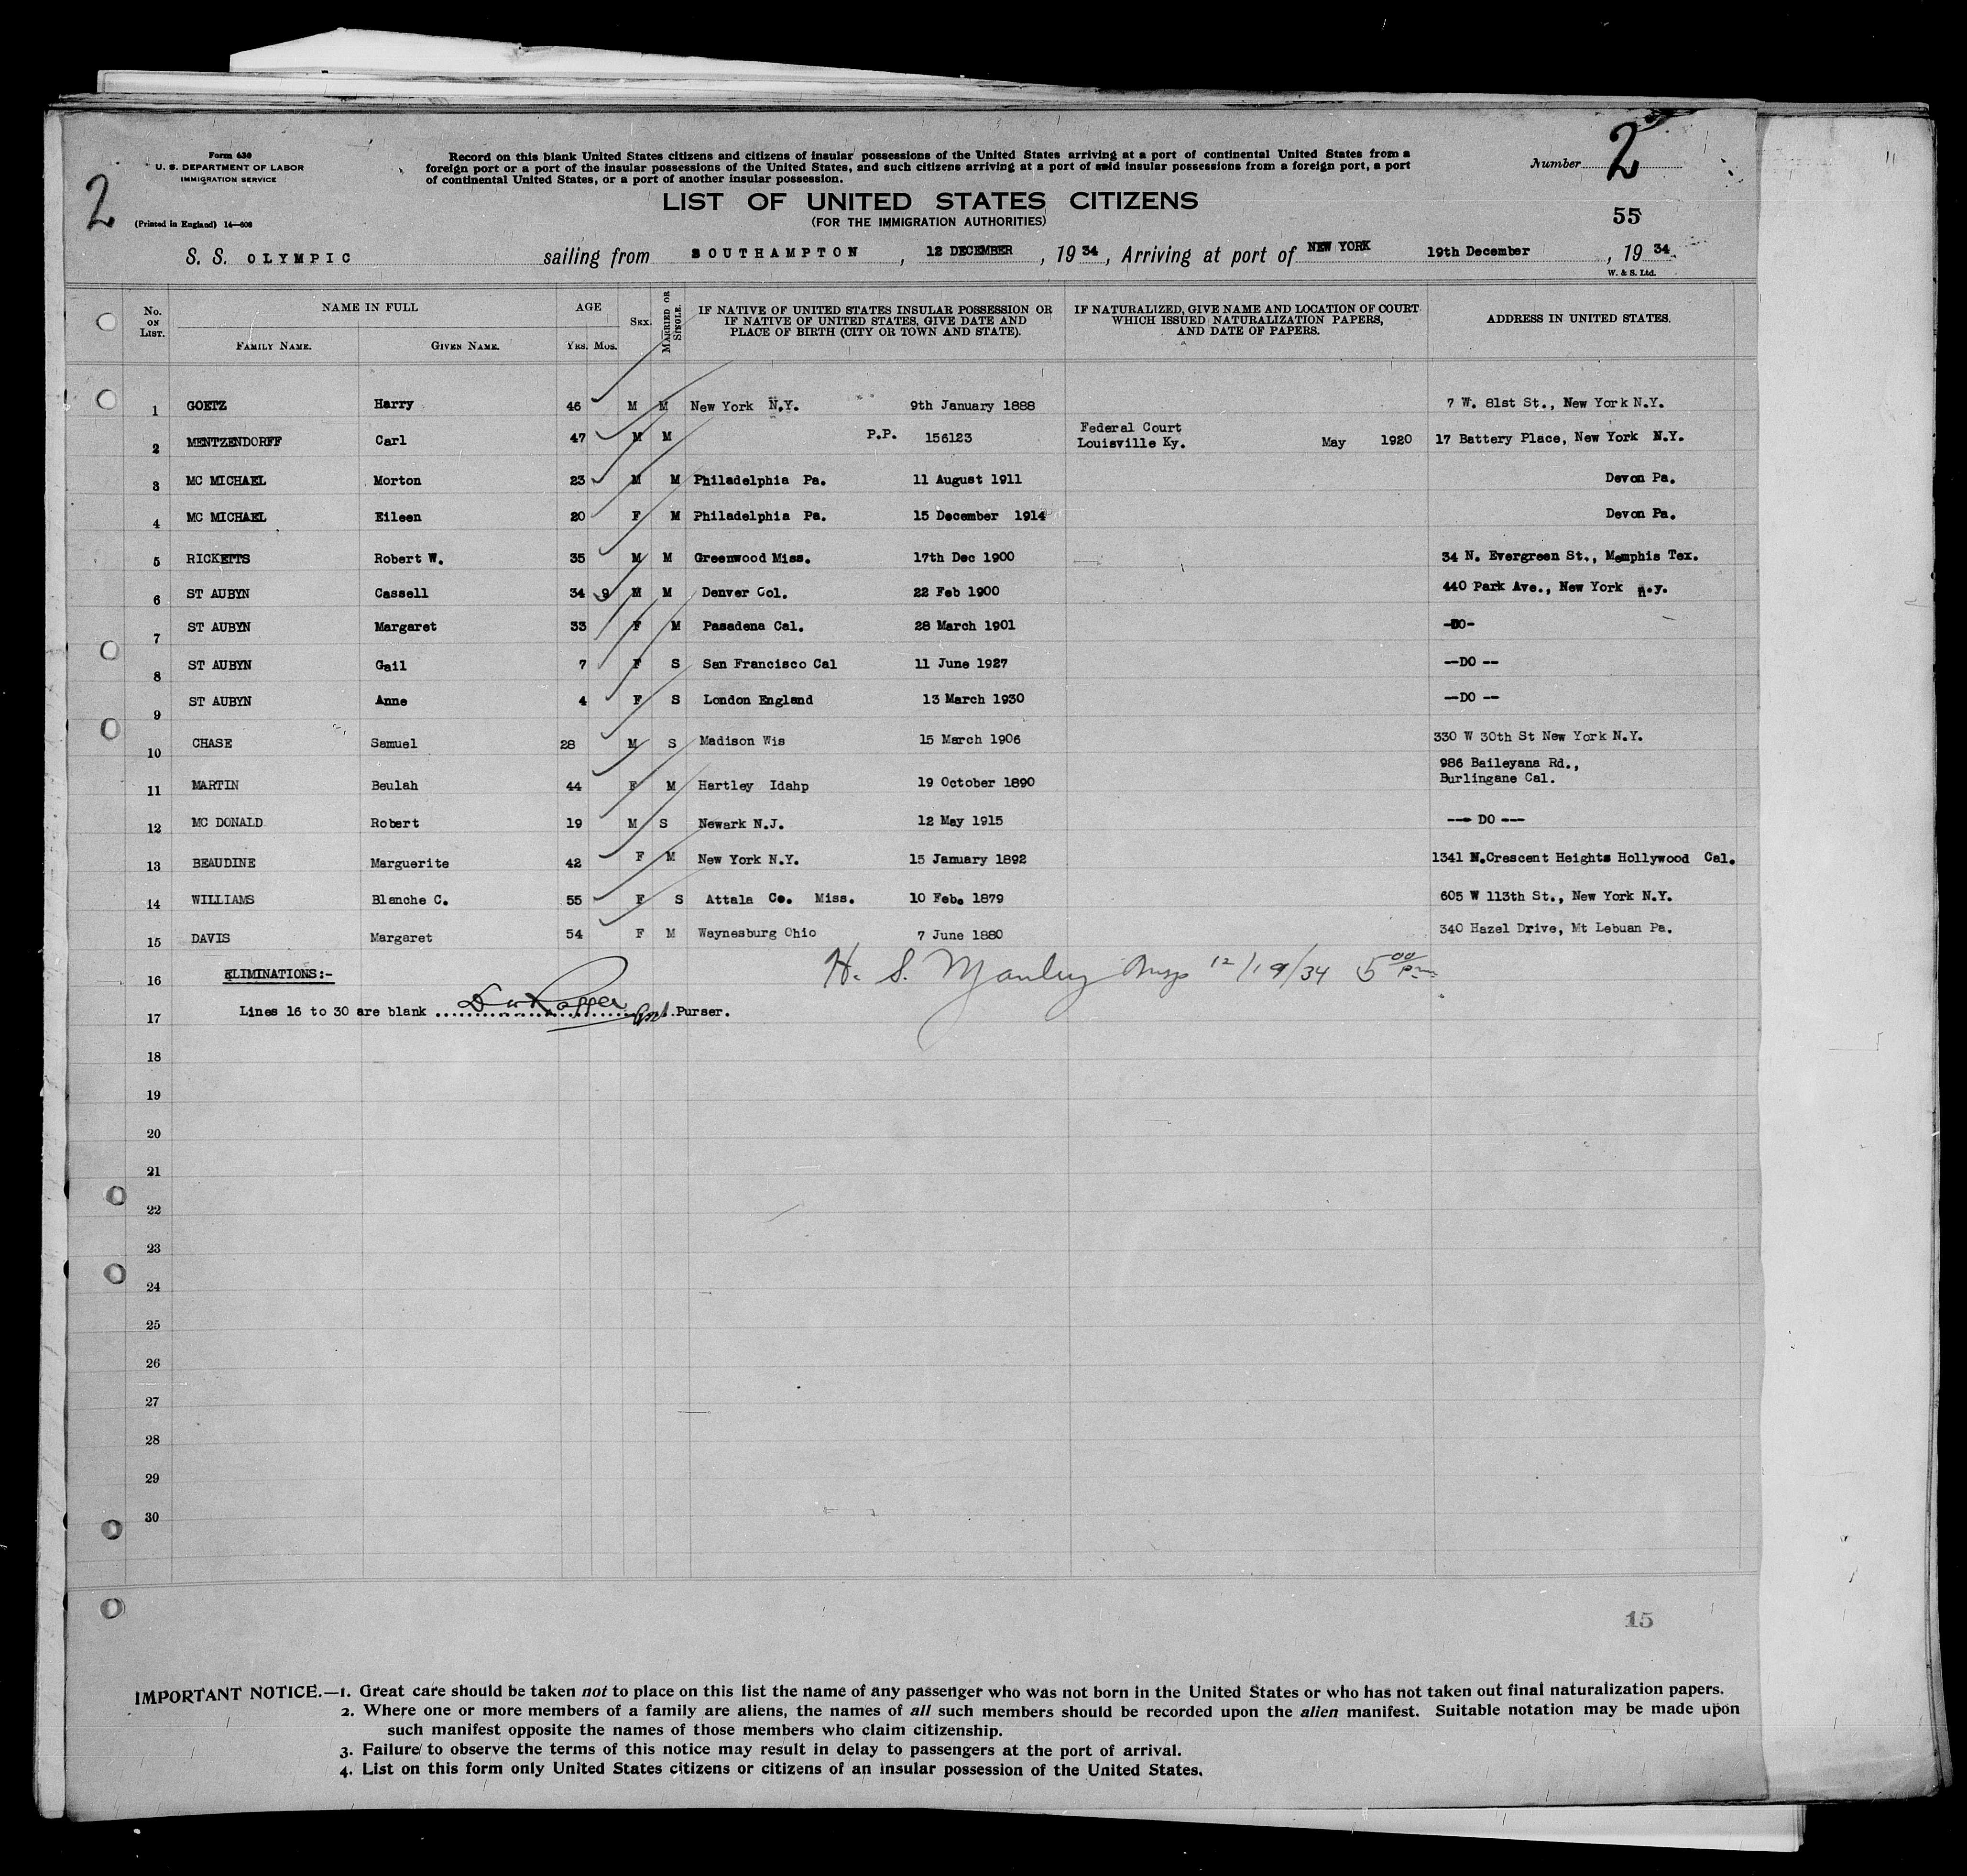 Form 630
U. S. DEPARTMENT OF LABOR
IMMIGRATION SERVICE
(Printed in England) 14—608
2
Record on this blank United States citizens and citizens of insular possessions of the United States arriving at a port of continental United States from a
foreign port or a port of the insular possessions of the United States, and such citizens arriving at a port of said insular possessions from a foreign port, a port
of continental United States, or a port of another insular possession.
Number 2
LIST OF UNITED STATES CITIZENS
(FOR THE IMMIGRATION AUTHORITIES)
55
S. S. OLYMPIC sailing from SOUTHAMPTON , 12 DECEMBER , 19 34 , Arriving at port of NEW YORK 19th December , 19 34.
W. & S. Ltd.
No. ON LIST. NAME IN FULL FAMILY NAME. GIVEN NAME. AGE YRS. MOS. SEX. MARRIED OR SINGLE. IF NATIVE OF UNITED STATES INSULAR POSSESSION OR IF NATIVE OF UNITED STATES, GIVE DATE AND PLACE OF BIRTH (CITY OR TOWN AND STATE). IF NATURALIZED, GIVE NAME AND LOCATION OF COURT WHICH ISSUED NATURALIZATION PAPERS, AND DATE OF PAPERS. ADDRESS IN UNITED STATES.
1 GOETZ Harry 46 M M New York N.Y. 9th January 1888 7 W. 81st St., New York N.Y.
2 MENTZENDORFF Carl 47 M M P.P. 156123 Federal Court Louisville Ky. May 1920 17 Battery Place, New York N.Y.
3 MC MICHAEL Morton 23 M M Philadelphia Pa. 11 August 1911 Devon Pa.
4 MC MICHAEL Eileen 20 F M Philadelphia Pa. 15 December 1914 Devon Pa.
5 RICKETTS Robert W. 35 M M Greenwood Miss. 17th Dec 1900 34 N. Evergreen St., Memphis Tex.
6 ST AUBYN Cassell 34 9 M M Denver Col. 22 Feb 1900 440 Park Ave., New York n.y.
7 ST AUBYN Margaret 33 F M Pasadena Cal. 28 March 1901 -DO-
8 ST AUBYN Gail 7 F S San Francisco Cal 11 June 1927 --DO --
9 ST AUBYN Anne 4 F S London England 13 March 1930 --DO --
10 CHASE Samuel 28 M S Madison Wis 15 March 1906 330 W 30th St New York N.Y.
11 MARTIN Beulah 44 F M Hartley Idahp 19 October 1890 986 Baileyana Rd., Burlingane Cal.
12 MC DONALD Robert 19 M S Newark N.J. 12 May 1915 --- DO ---
13 BEAUDINE Marguerite 42 F M New York N.Y. 15 January 1892 1341 N.Crescent Heights Hollywood Cal.
14 WILLIAMS Blanche C. 55 F S Attala Co. Miss. 10 Feb. 1879 605 W 113th St., New York N.Y.
15 DAVIS Margaret 54 F M Waynesburg Ohio 7 June 1880 340 Hazel Drive, Mt Lebuan Pa.
16 ELIMINATIONS:- H. S. Manley Insp 12/19/34 5 00 pm
17 Lines 16 to 30 are blank Purser.
18
19
20
21
22
23
24
25
26
27
28
29
30
15
IMPORTANT NOTICE.—1. Great care should be taken not to place on this list the name of any passenger who was not born in the United States or who has not taken out final naturalization papers.
2. Where one or more members of a family are aliens, the names of all such members should be recorded upon the alien manifest. Suitable notation may be made upon
such manifest opposite the names of those members who claim citizenship.
3. Failure to observe the terms of this notice may result in delay to passengers at the port of arrival.
4. List on this form only United States citizens or citizens of an insular possession of the United States.